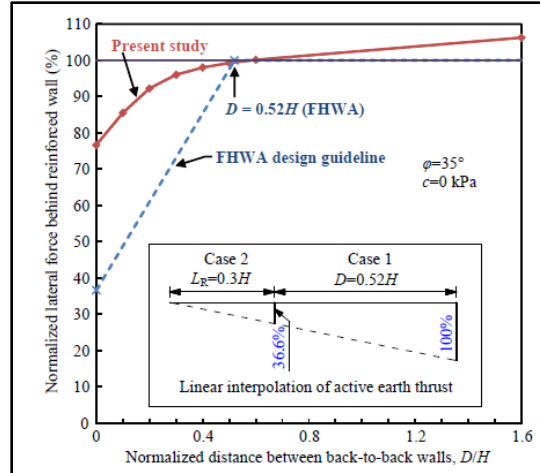 Normalized lateral force behind reinforced wall (%)
110
100
90
80
70
60
50
40
30
20
10
0
Present study
D = 0.52H (FHWA)
FHWA design guideline
φ=35°
c=0 kPa
Case 2
Case 1
LR=0.3H
D=0.52H
36.6%
100%
Linear interpolation of active earth thrust
0
0.4
0.8
1.2
1.6
Normalized distance between back-to-back walls, D/H